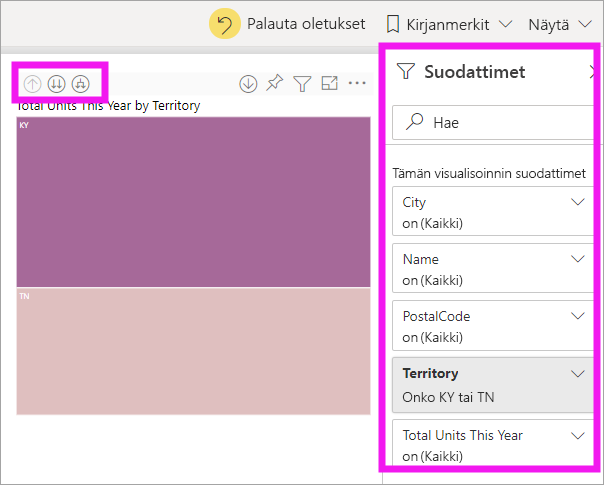 Palauta oletukset
Kirjanmerkit
Näytä
Total Units This Year by Territory
KY
TN
Suodattimet
Hae
Tämän visualisoinnin suodattimet
City
on (Kaikki)
Name
on (Kaikki)
PostalCode
on (Kaikki)
Territory
Onko KY tai TN
Total Units This Year
on (Kaikki)